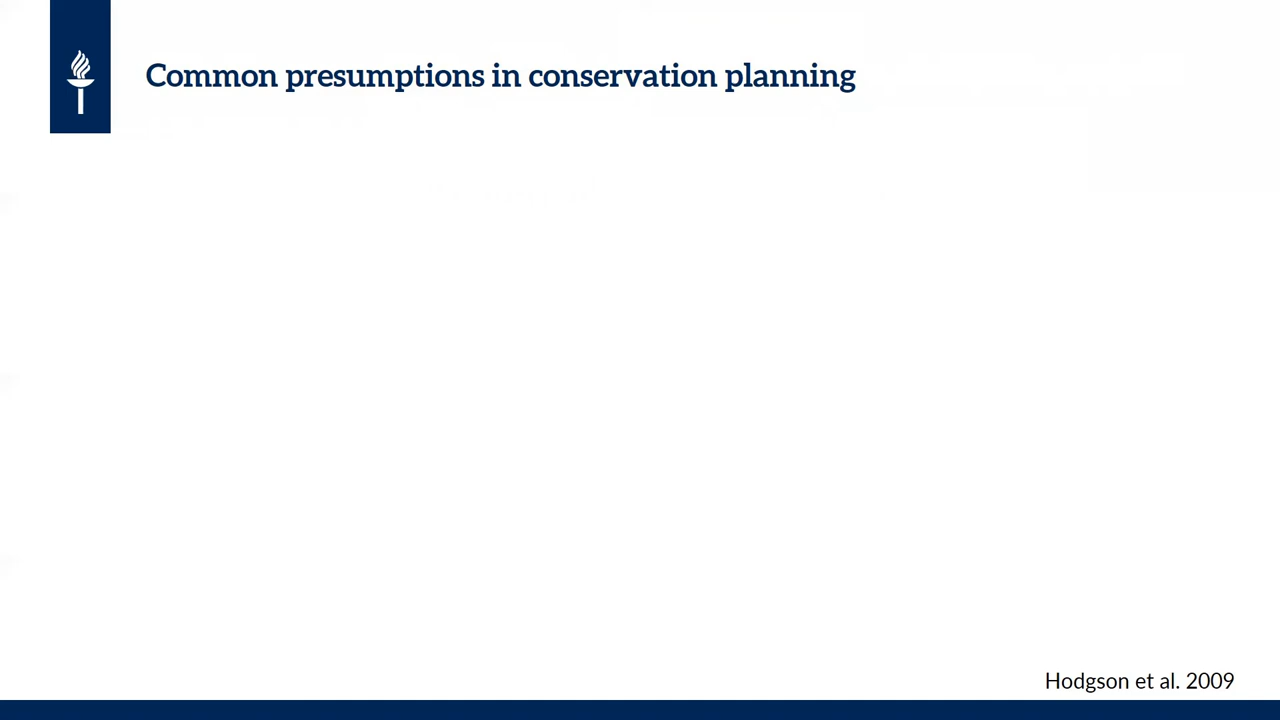 Common presumptions in conservation planning
Hodgson et al. 2009